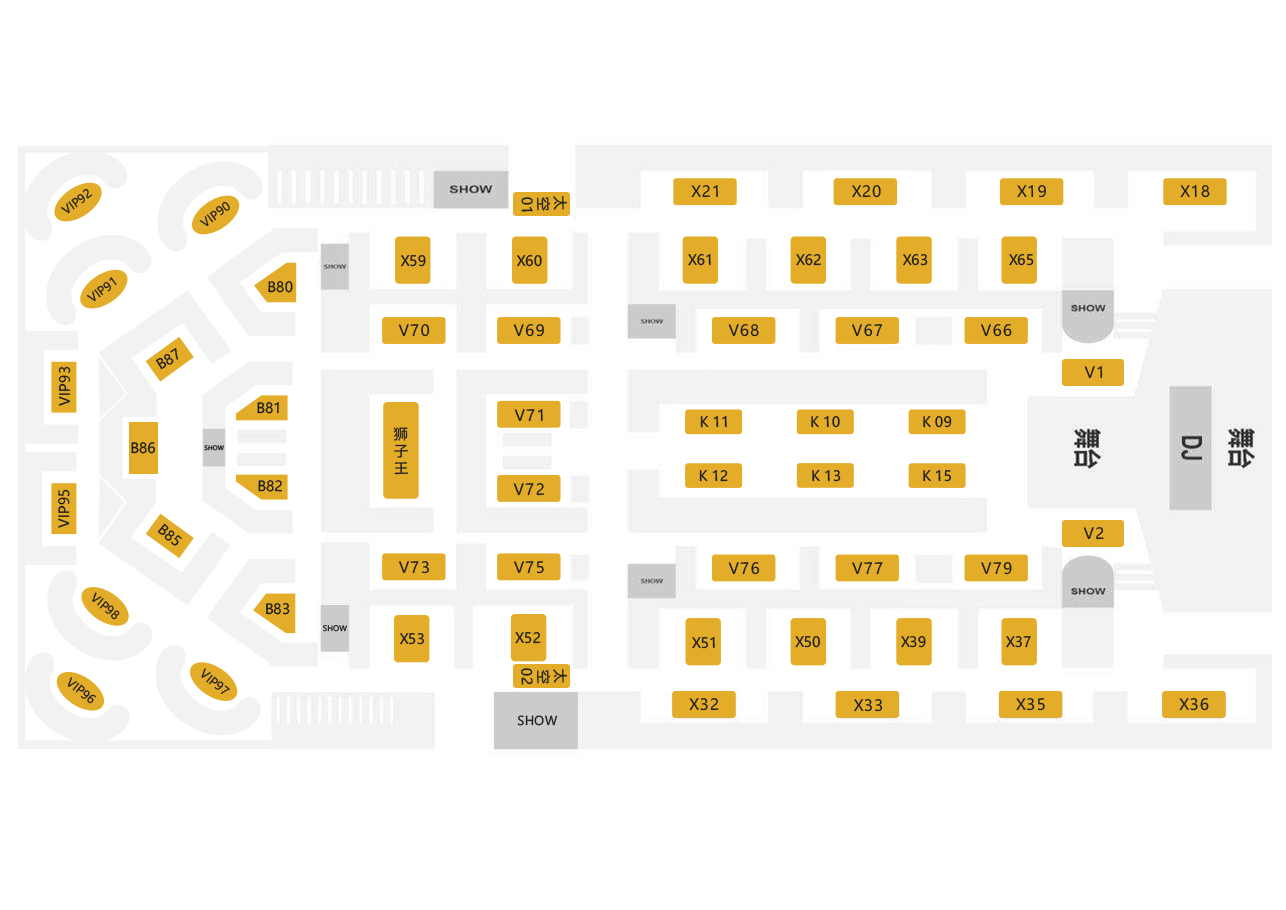 SHOW
太空01
X21
X20
X19
X18
VIP92
VIP90
VIP91
B80
SHOW
X59
X60
X61
X62
X63
X65
SHOW
SHOW
V70
V69
V68
V67
V66
V1
B87
VIP93
B81
B86
SHOW
B82
VIP95
B85
狮子王
V71
V72
K 11
K 10
K 09
K 12
K 13
K 15
舞台
DJ
舞台
V2
V73
V75
V76
V77
V79
SHOW
SHOW
VIP98
B83
SHOW
X53
X52
X51
X50
X39
X37
太空02
VIP96
VIP97
SHOW
X32
X33
X35
X36